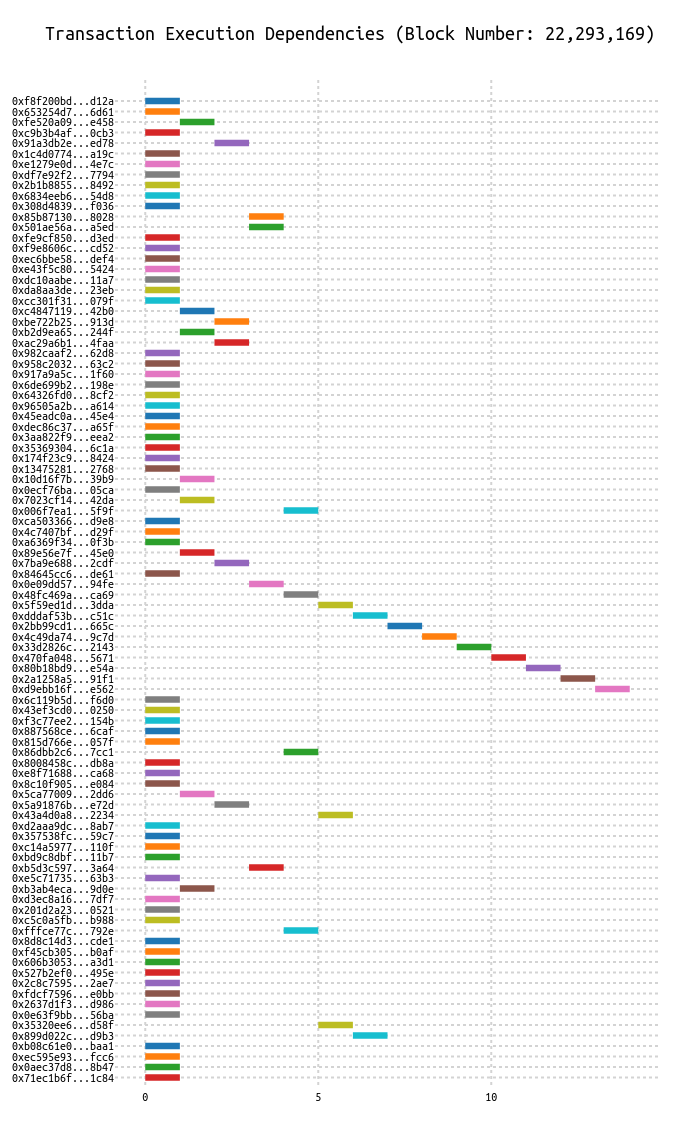 Transaction Execution Dependencies (Block Number: 22,293,169)
0xf8f200bd...d12a
0x653254d7...6d61
0xfe520a09...e458
0xc9b3b4af...0cb3
0x91a3db2e...ed78
0x1c4d0774...a19c
0xe1279e0d...4e7c
0xdf7e92f2...7794
0x2b1b8855...8492
0x6834eeb6...54d8
0x308d4839...f036
0x85b87130...8028
0x501ae56a...a5ed
0xfe9cf850...d3ed
0xf9e8606c...cd52
0xec6bbe58...def4
0xe43f5c80...5424
0xdc10aabe...11a7
0xda8aa3de...23eb
0xcc301f31...079f
0xc4847119...42b0
0xbe722b25...913d
0xb2d9ea65...244f
0xac29a6b1...4faa
0x982caaf2...62d8
0x958c2032...63c2
0x917a9a5c...1f60
0x6de699b2...198e
0x64326fd0...8cf2
0x96505a2b...a614
0x45eadc0a...45e4
0xdec86c37...a65f
0x3aa822f9...eea2
0x35369304...6c1a
0x174f23c9...8424
0x13475281...2768
0x10d16f7b...39b9
0x0ecf76ba...05ca
0x7023cf14...42da
0x006f7ea1...5f9f
0xca503366...d9e8
0x4c7407bf...d29f
0xa6369f34...0f3b
0x89e56e7f...45e0
0x7ba9e688...2cdf
0x84645cc6...de61
0x0e09dd57...94fe
0x48fc469a...ca69
0x5f59ed1d...3dda
0xdddaf53b...c51c
0x2bb99cd1...665c
0x4c49da74...9c7d
0x33d2826c...2143
0x470fa048...5671
0x80b18bd9...e54a
0x2a1258a5...91f1
0xd9ebb16f...e562
0x6c119b5d...f6d0
0x43ef3cd0...0250
0xf3c77ee2...154b
0x887568ce...6caf
0x815d766e...057f
0x86dbb2c6...7cc1
0x8008458c...db8a
0xe8f71688...ca68
0x8c10f905...e084
0x5ca77009...2dd6
0x5a91876b...e72d
0x43a4d0a8...2234
0xd2aaa9dc...8ab7
0x357538fc...59c7
0xc14a5977...110f
0xbd9c8dbf...11b7
0xb5d3c597...3a64
0xe5c71735...63b3
0xb3ab4eca...9d0e
0xd3ec8a16...7df7
0x201d2a23...0521
0xc5c0a5fb...b988
0xfffce77c...792e
0x8d8c14d3...cde1
0xf45cb305...b0af
0x606b3053...a3d1
0x527b2ef0...495e
0x2c8c7595...2ae7
0xfdcf7596...e0bb
0x2637d1f3...d986
0x0e63f9bb...56ba
0x35320ee6...d58f
0x899d022c...d9b3
0xb08c61e0...baa1
0xec595e93...fcc6
0x0aec37d8...8b47
0x71ec1b6f...1c84
0 5 10